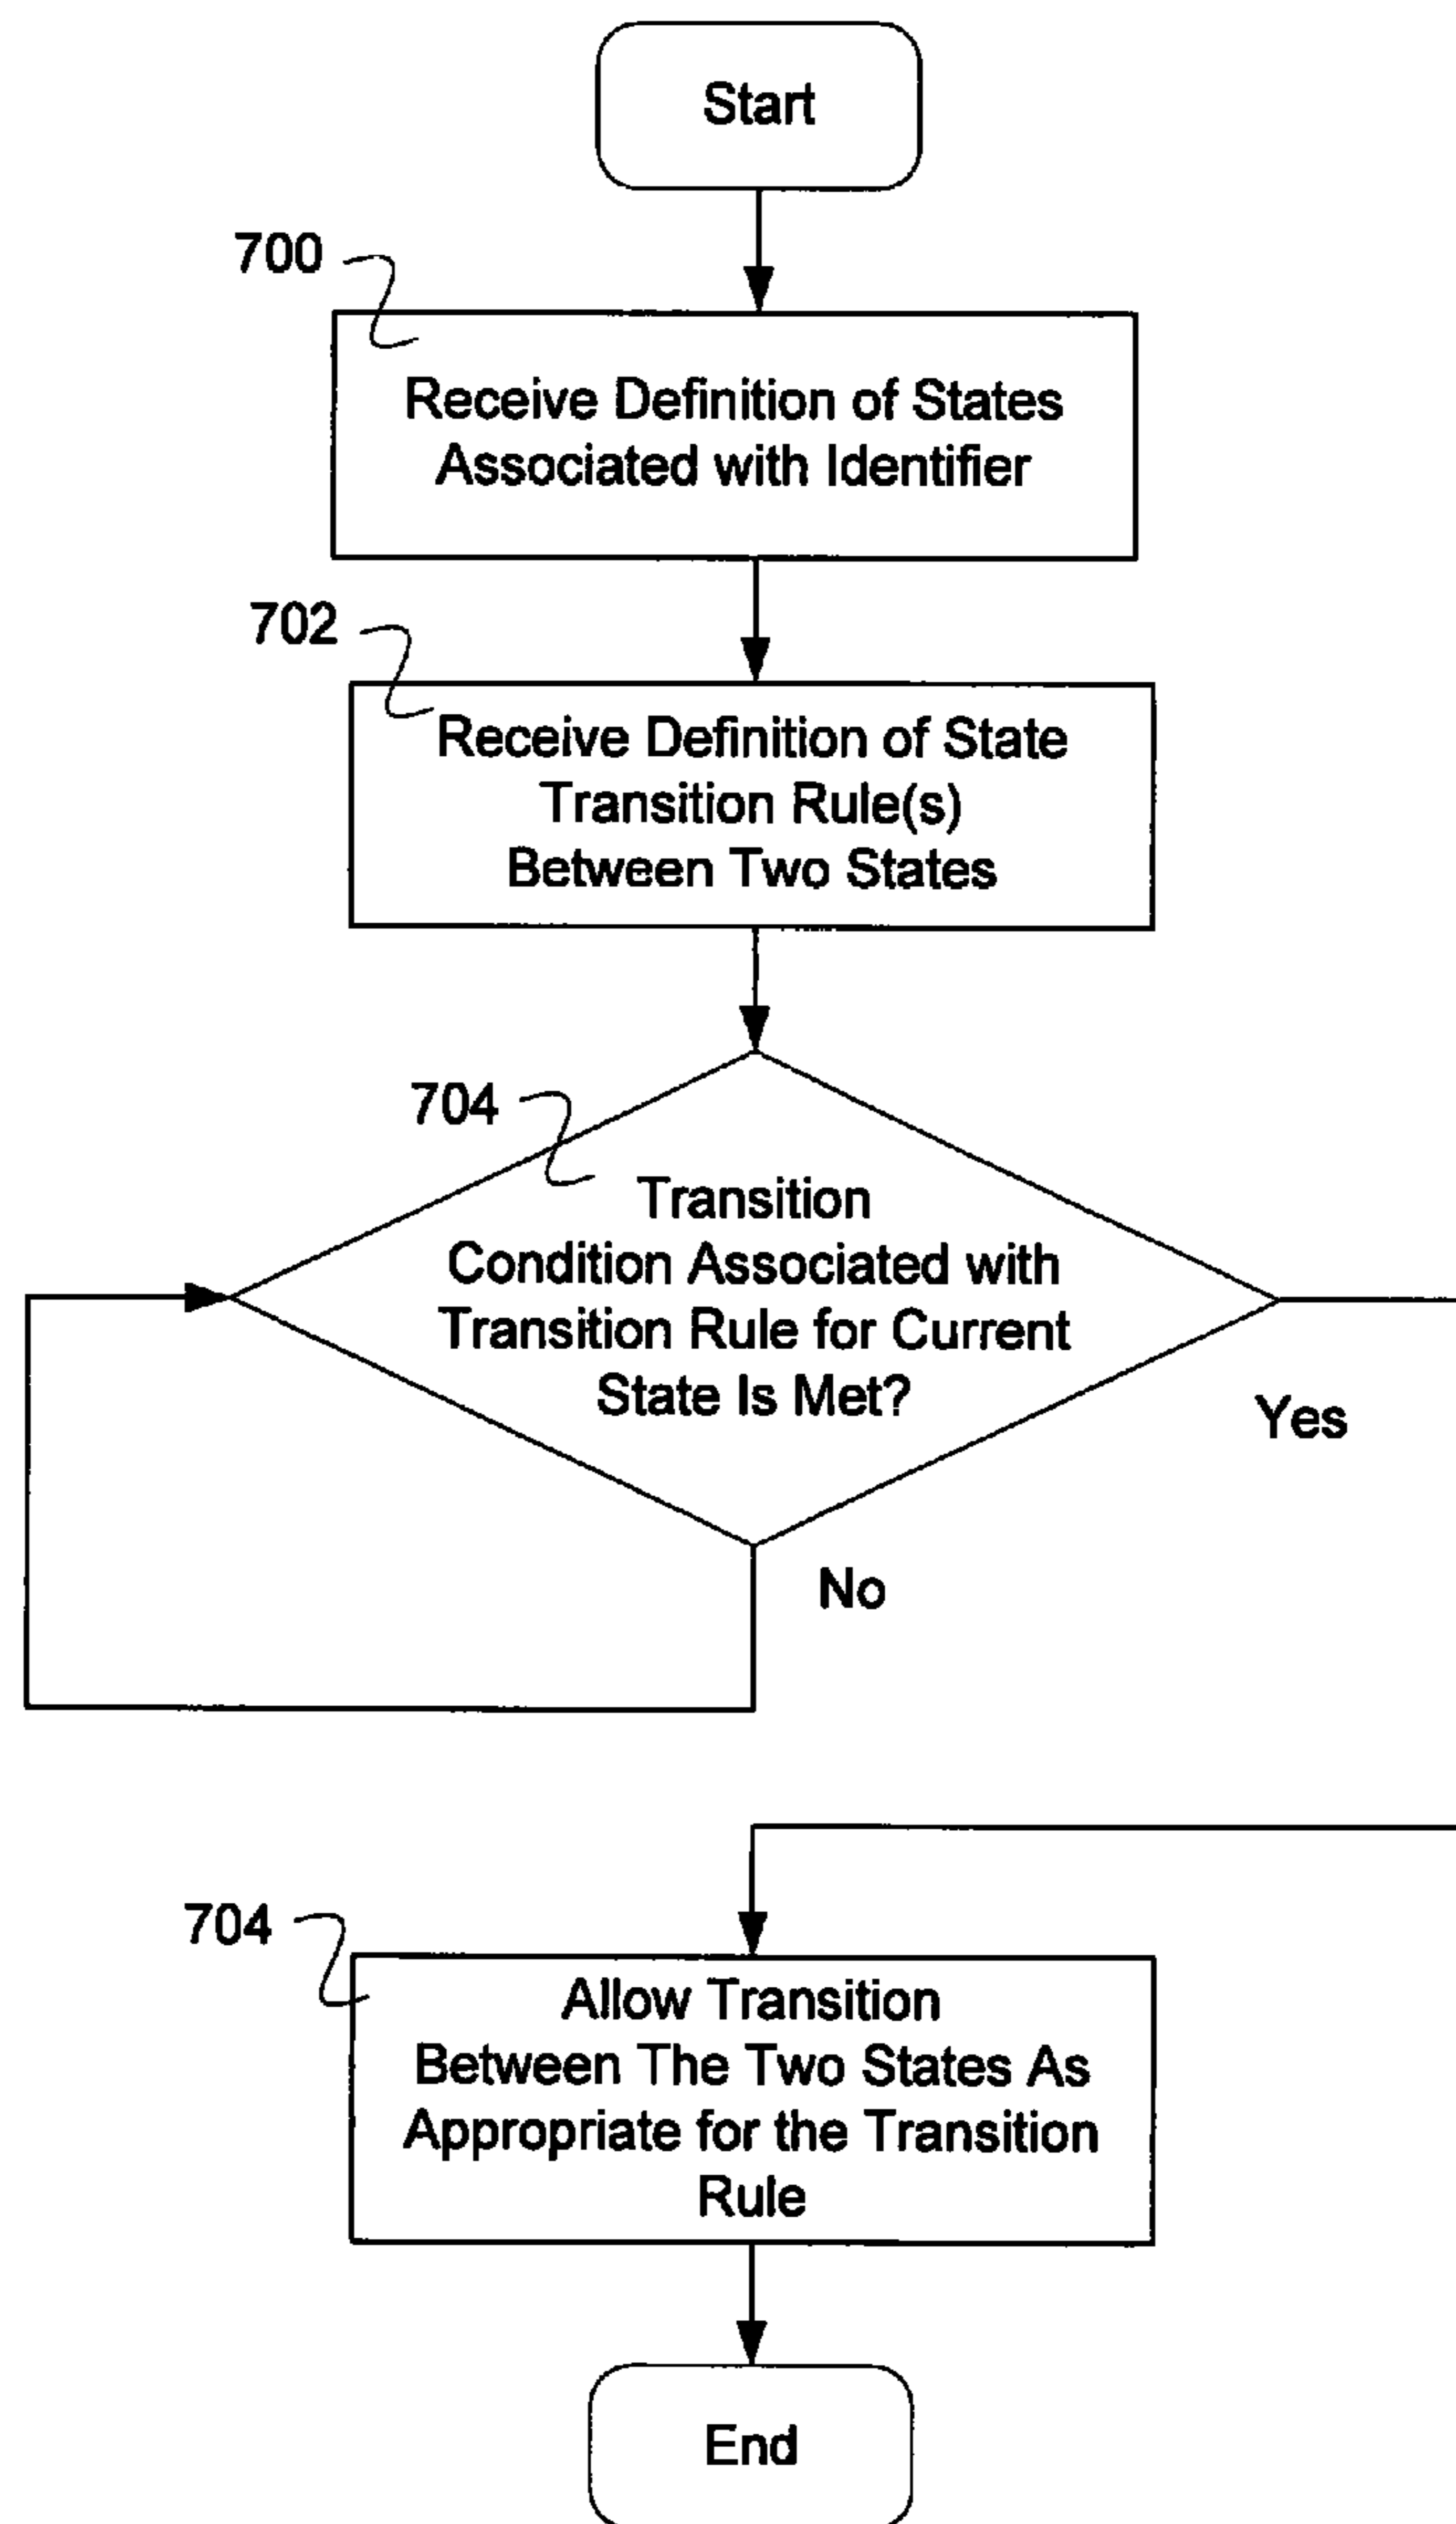 Start
700
Receive Definition of States
Associated with Identifier
702
Receive Definition of State
Transition Rule(s)
Between Two States
704
Transition
Condition Associated with
Transition Rule for Current
State Is Met?
Yes
No
704
Allow Transition
Between The Two States As
Appropriate for the Transition
Rule
End